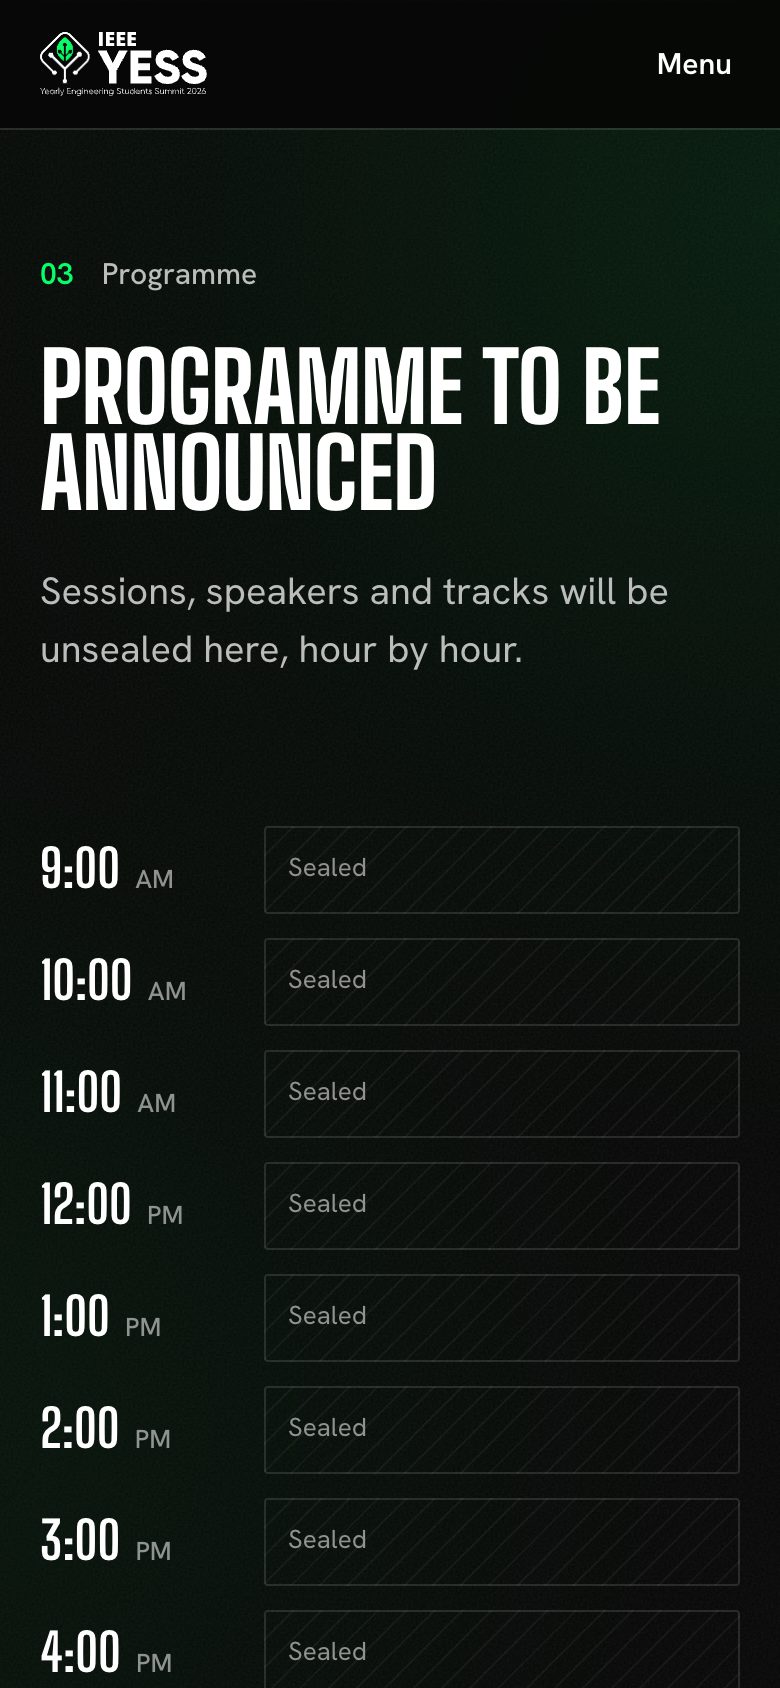 IEEE
YESS
Yearly Engineering Students Summit 2026
Menu
03 Programme
PROGRAMME TO BE
ANNOUNCED
Sessions, speakers and tracks will be
unsealed here, hour by hour.
9:00 AM Sealed
10:00 AM Sealed
11:00 AM Sealed
12:00 PM Sealed
1:00 PM Sealed
2:00 PM Sealed
3:00 PM Sealed
4:00 PM Sealed